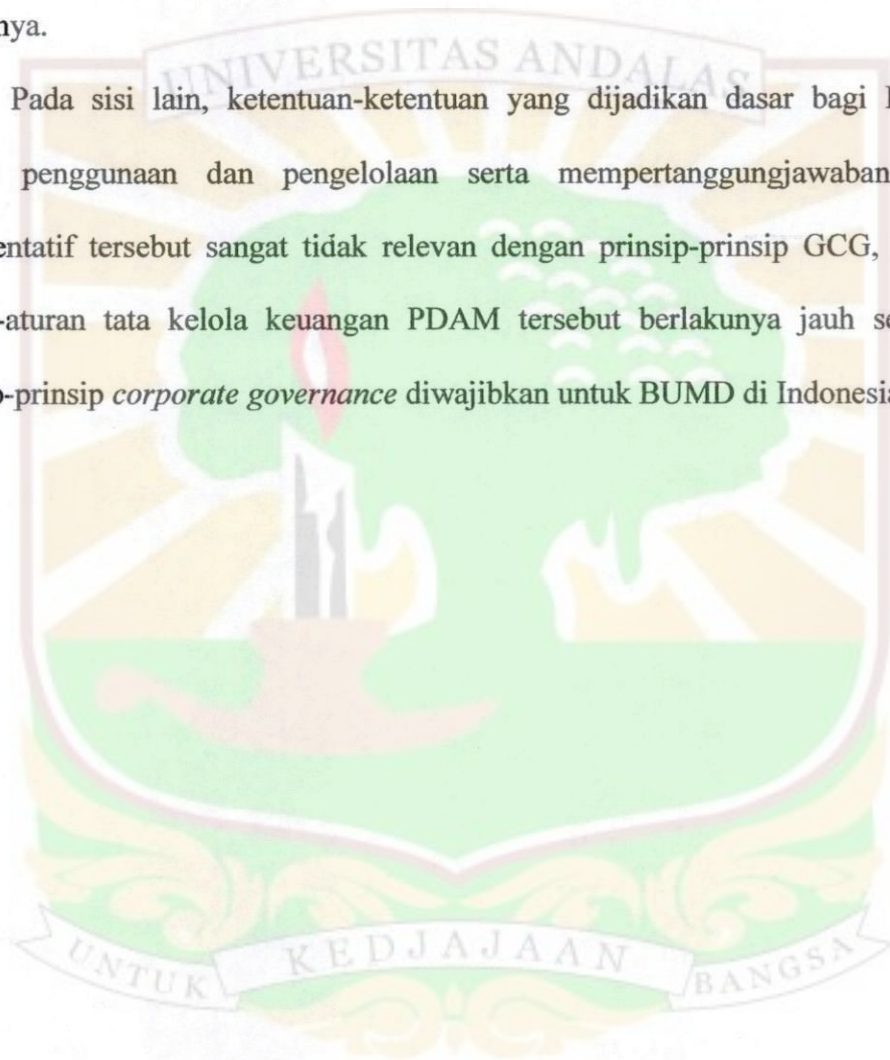 nya.
UNIVERSITAS ANDALAS
Pada sisi lain, ketentuan-ketentuan yang dijadikan dasar bagi
penggunaan dan pengelolaan serta mempertanggungjawaban
entatif tersebut sangat tidak relevan dengan prinsip-prinsip GCG,
-aturan tata kelola keuangan PDAM tersebut berlakunya jauh se
-prinsip corporate governance diwajibkan untuk BUMD di Indonesia
UNTUK KEDJAJAAN BANGSA